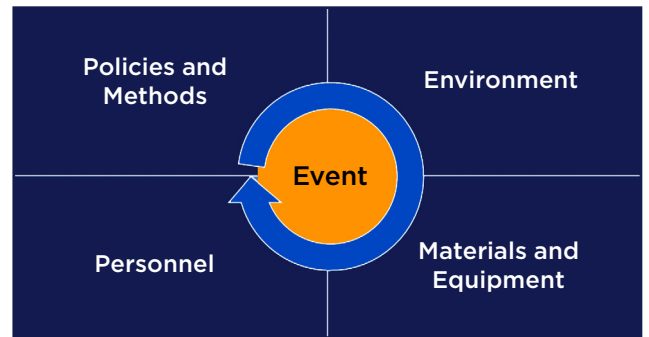 Policies and
Methods
Environment
Event
Personnel
Materials and
Equipment